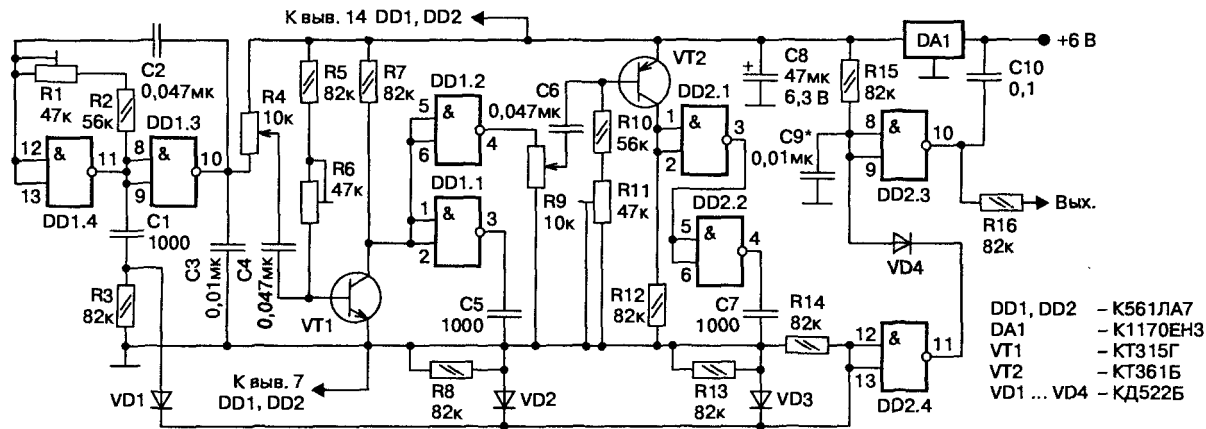 К выв. 14 DD1, DD2
DA1
+6 В
C2
0,047мк
R1
47к
R2
56к
DD1.3
&
8
9
10
12
13
&
11
DD1.4
C1
1000
R3
82к
C3
0,01мк
C4
0,047мк
R4
10к
R5
82к
R6
47к
R7
82к
VT1
DD1.2
5
6
&
4
DD1.1
1
2
&
3
C5
1000
R8
82к
К выв. 7
DD1, DD2
VD1
VD2
C6
0,047мк
R9
10к
R10
56к
R11
47к
VT2
R12
82к
DD2.1
1
2
&
3
DD2.2
5
6
&
4
C7
1000
R13
82к
VD3
C8
+
47мк
6,3 В
C9*
0,01мк
R15
82к
8
9
&
10
DD2.3
C10
0,1
R16
82к
Вых.
VD4
R14
82к
12
13
&
11
DD2.4
DD1, DD2 – К561ЛА7
DA1 – К1170ЕН3
VT1 – КТ315Г
VT2 – КТ361Б
VD1 ... VD4 – КД522Б